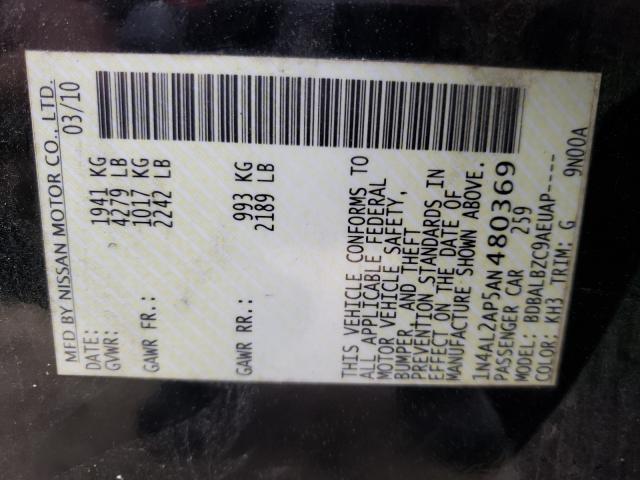 MFD BY NISSAN MOTOR CO., LTD.
DATE: 03/10
GVWR: 1941 KG
4279 LB
GAWR FR.: 1017 KG
2242 LB
GAWR RR.: 993 KG
2189 LB
THIS VEHICLE CONFORMS TO
ALL APPLICABLE FEDERAL
MOTOR VEHICLE SAFETY,
BUMPER, AND THEFT
PREVENTION STANDARDS IN
EFFECT ON THE DATE OF
MANUFACTURE SHOWN ABOVE.
1N4AL2AP5AN480369
PASSENGER CAR 259
MODEL: BDBALBZC9AEUAP----
COLOR: KH3 TRIM: G 9N00A